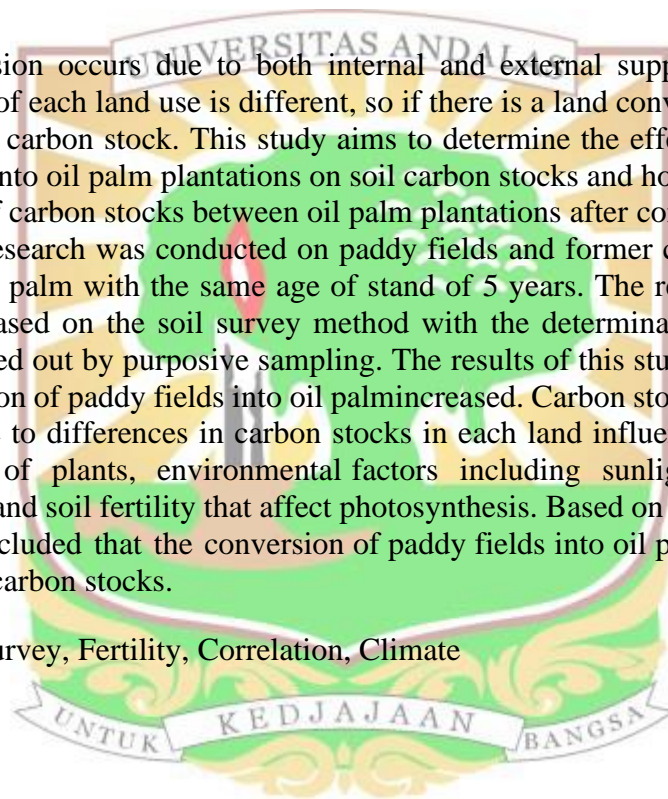 UNIVERSITAS ANDALAS
sion occurs due to both internal and external supp
of each land use is different, so if there is a land conv
carbon stock. This study aims to determine the effe
nto oil palm plantations on soil carbon stocks and ho
f carbon stocks between oil palm plantations after co
esearch was conducted on paddy fields and former c
palm with the same age of stand of 5 years. The re
ased on the soil survey method with the determina
ed out by purposive sampling. The results of this stu
ion of paddy fields into oil palmincreased. Carbon sto
e to differences in carbon stocks in each land influe
of plants, environmental factors including sunlig
and soil fertility that affect photosynthesis. Based on
cluded that the conversion of paddy fields into oil p
carbon stocks.
urvey, Fertility, Correlation, Climate
UNTUK KEDJAJAAN BANGSA